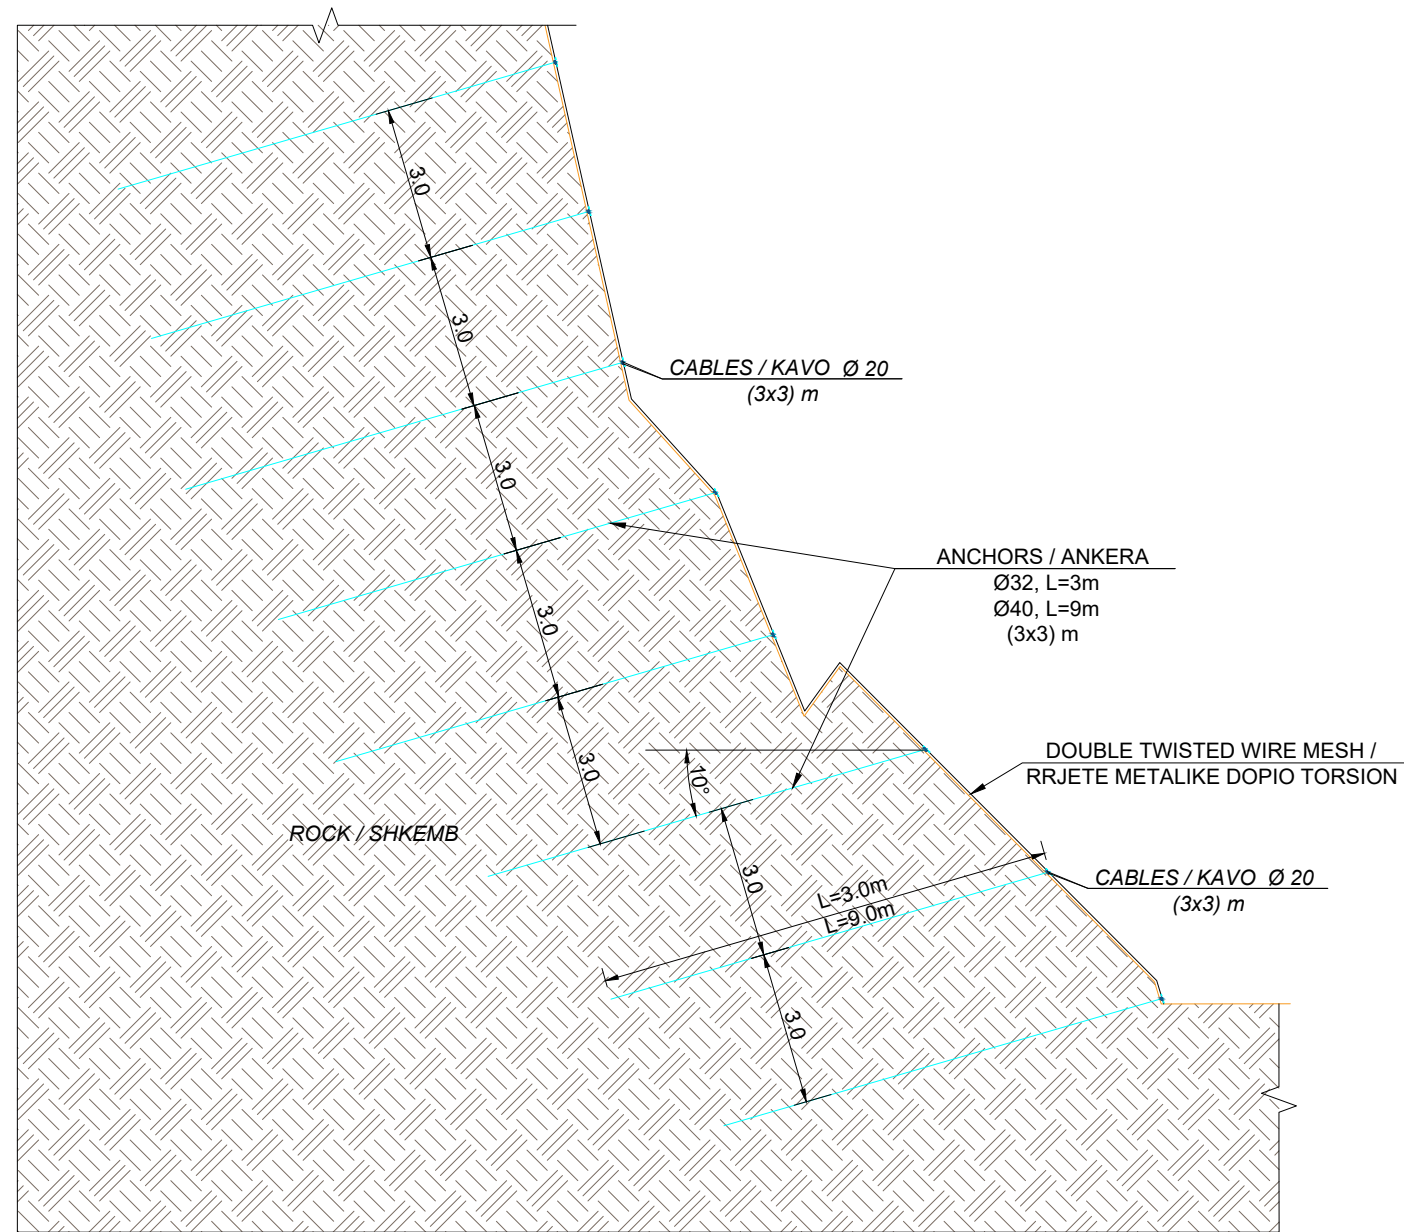 3.0
3.0
CABLES / KAVO Ø 20
(3x3) m
3.0
ANCHORS / ANKERA
Ø32, L=3m
Ø40, L=9m
(3x3) m
3.0
3.0
10°
DOUBLE TWISTED WIRE MESH /
RRJETE METALIKE DOPIO TORSION
ROCK / SHKEMB
3.0
L=3.0m
L=9.0m
CABLES / KAVO Ø 20
(3x3) m
3.0